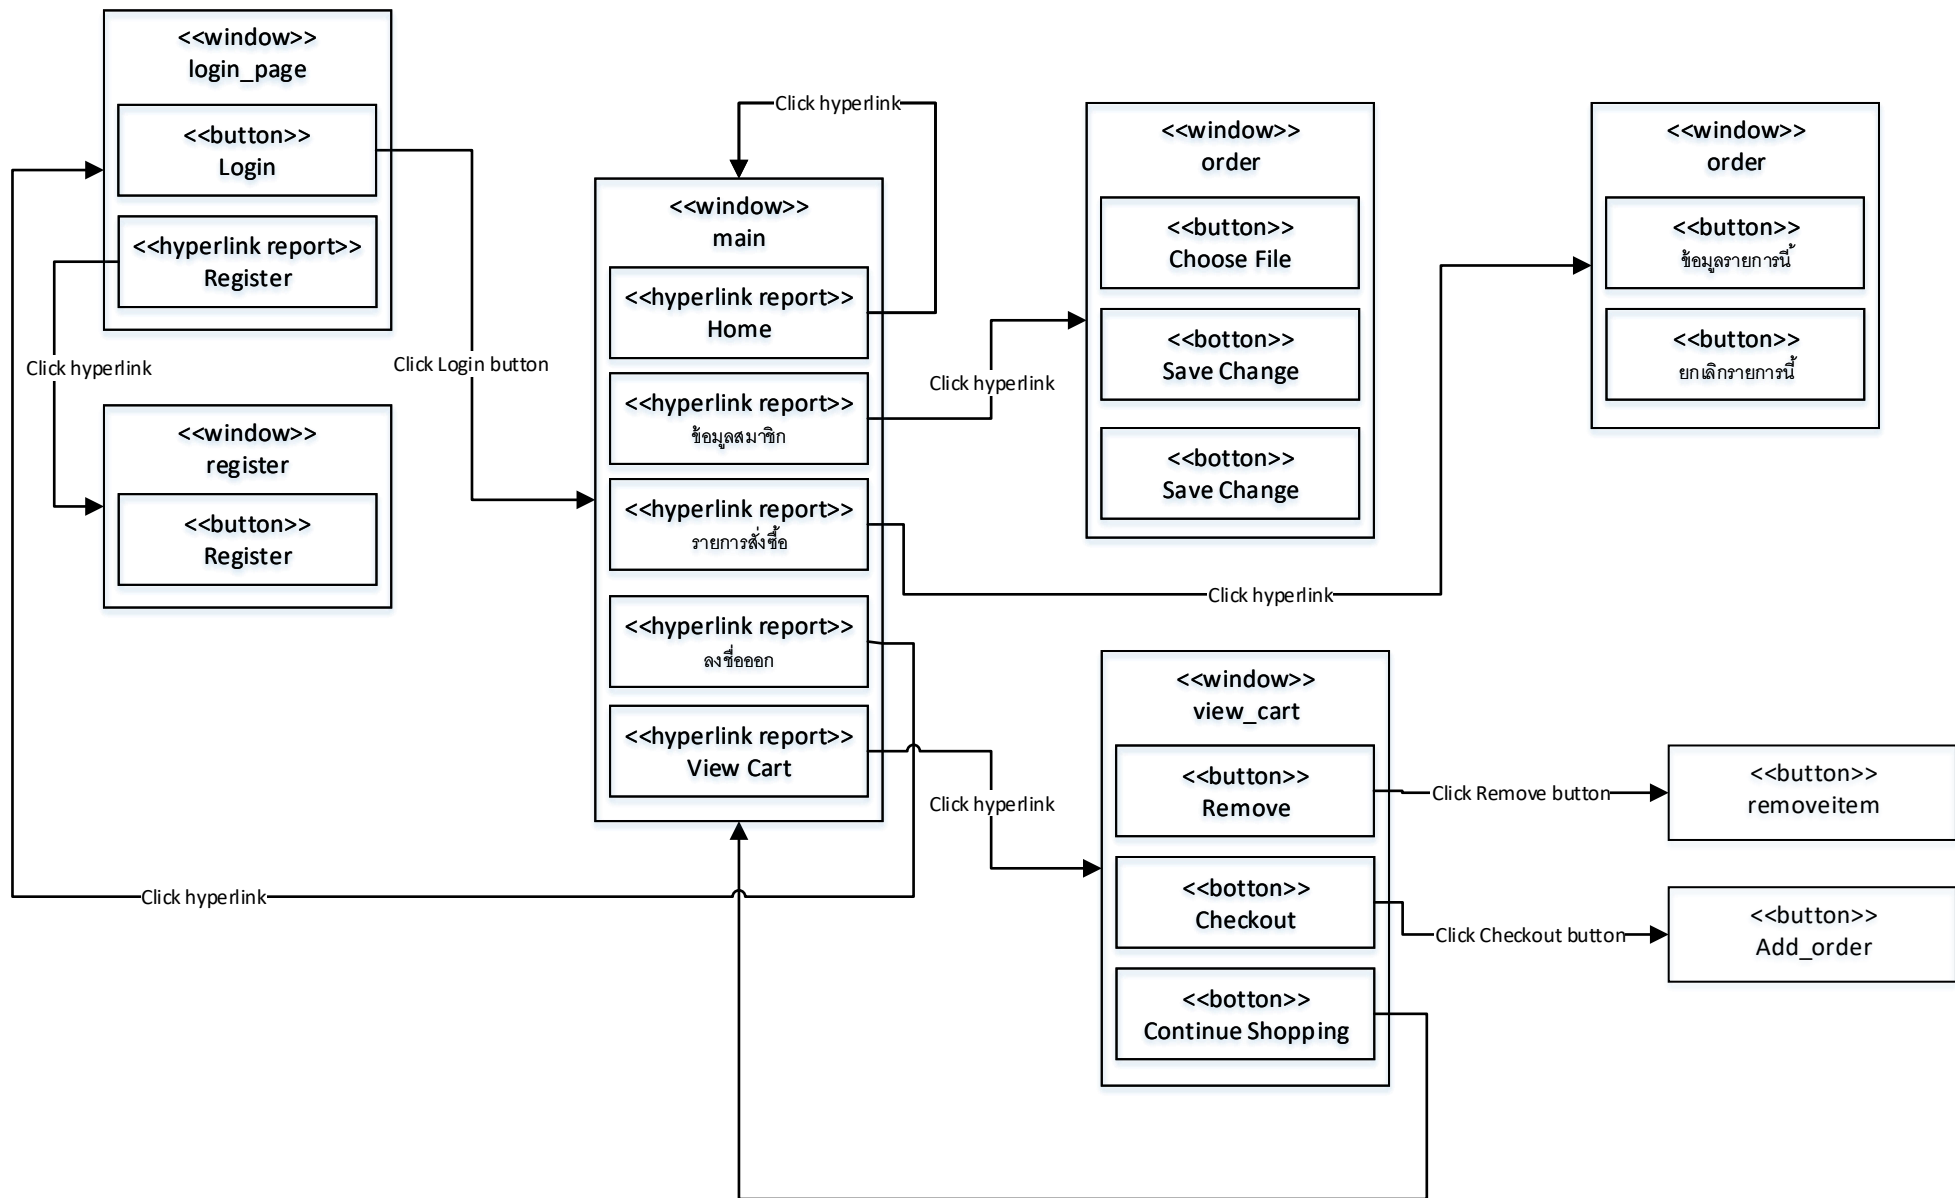 <<window>>
login_page
<<button>>
Login
<<hyperlink report>>
Register
Click hyperlink
<<window>>
register
<<button>>
Register
Click Login button
Click hyperlink
<<window>>
main
<<hyperlink report>>
Home
<<hyperlink report>>
ข้อมูลสมาชิก
<<hyperlink report>>
รายการสั่งซื้อ
<<hyperlink report>>
ลงชื่อออก
<<hyperlink report>>
View Cart
Click hyperlink
Click hyperlink
<<window>>
order
<<button>>
Choose File
<<botton>>
Save Change
<<botton>>
Save Change
Click hyperlink
<<window>>
order
<<button>>
ข้อมูลรายการนี้
<<button>>
ยกเลิกรายการนี้
Click hyperlink
<<window>>
view_cart
<<button>>
Remove
<<botton>>
Checkout
<<botton>>
Continue Shopping
Click Remove button
<<button>>
removeitem
Click Checkout button
<<button>>
Add_order